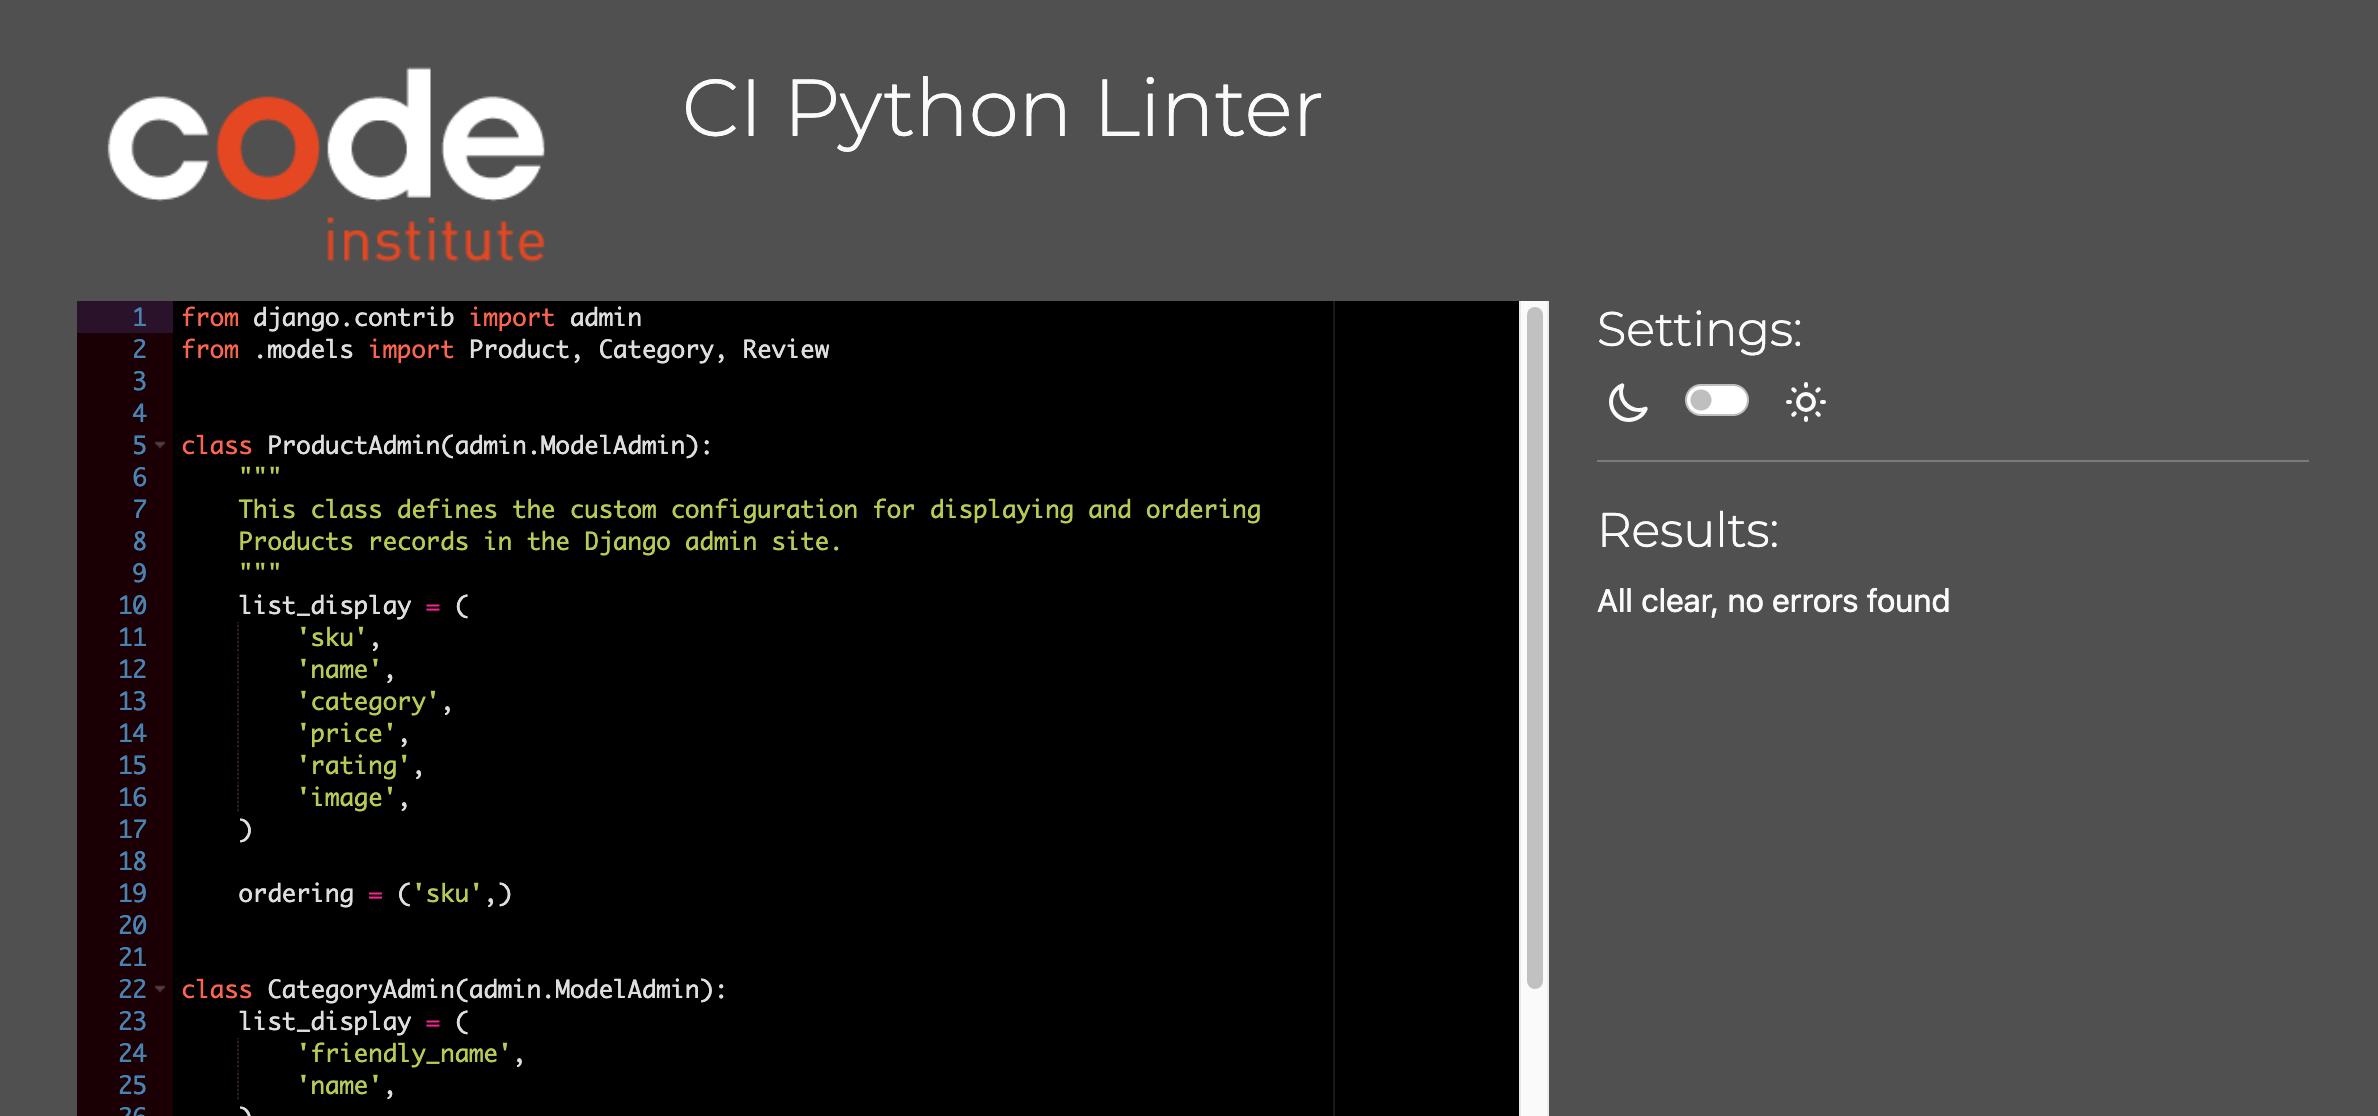 code
institute
CI Python Linter
1 from django.contrib import admin
2 from .models import Product, Category, Review
3
4
5 class ProductAdmin(admin.ModelAdmin):
6     """
7     This class defines the custom configuration for displaying and ordering
8     Products records in the Django admin site.
9     """
10     list_display = (
11         'sku',
12         'name',
13         'category',
14         'price',
15         'rating',
16         'image',
17     )
18
19     ordering = ('sku',)
20
21
22 class CategoryAdmin(admin.ModelAdmin):
23     list_display = (
24         'friendly_name',
25         'name',
26     )
Settings:
Results:
All clear, no errors found